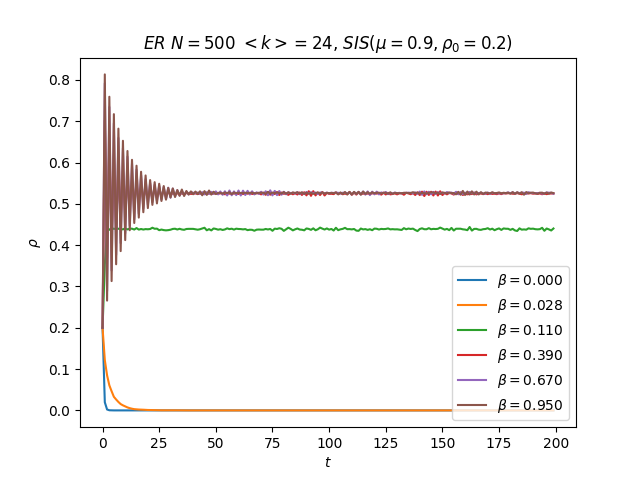 ER N = 500 < k >= 24, SIS(μ = 0.9, ρ₀ = 0.2)
0.8
0.7
0.6
0.5
0.4
0.3
0.2
0.1
0.0
ρ
β = 0.000
β = 0.028
β = 0.110
β = 0.390
β = 0.670
β = 0.950
0 25 50 75 100 125 150 175 200
t